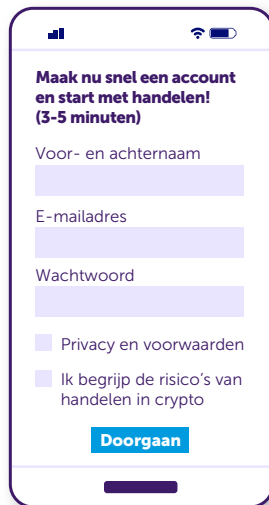 Maak nu snel een account
en start met handelen!
(3-5 minuten)
Voor- en achternaam
E-mailadres
Wachtwoord
Privacy en voorwaarden
Ik begrijp de risico's van
handelen in crypto
Doorgaan